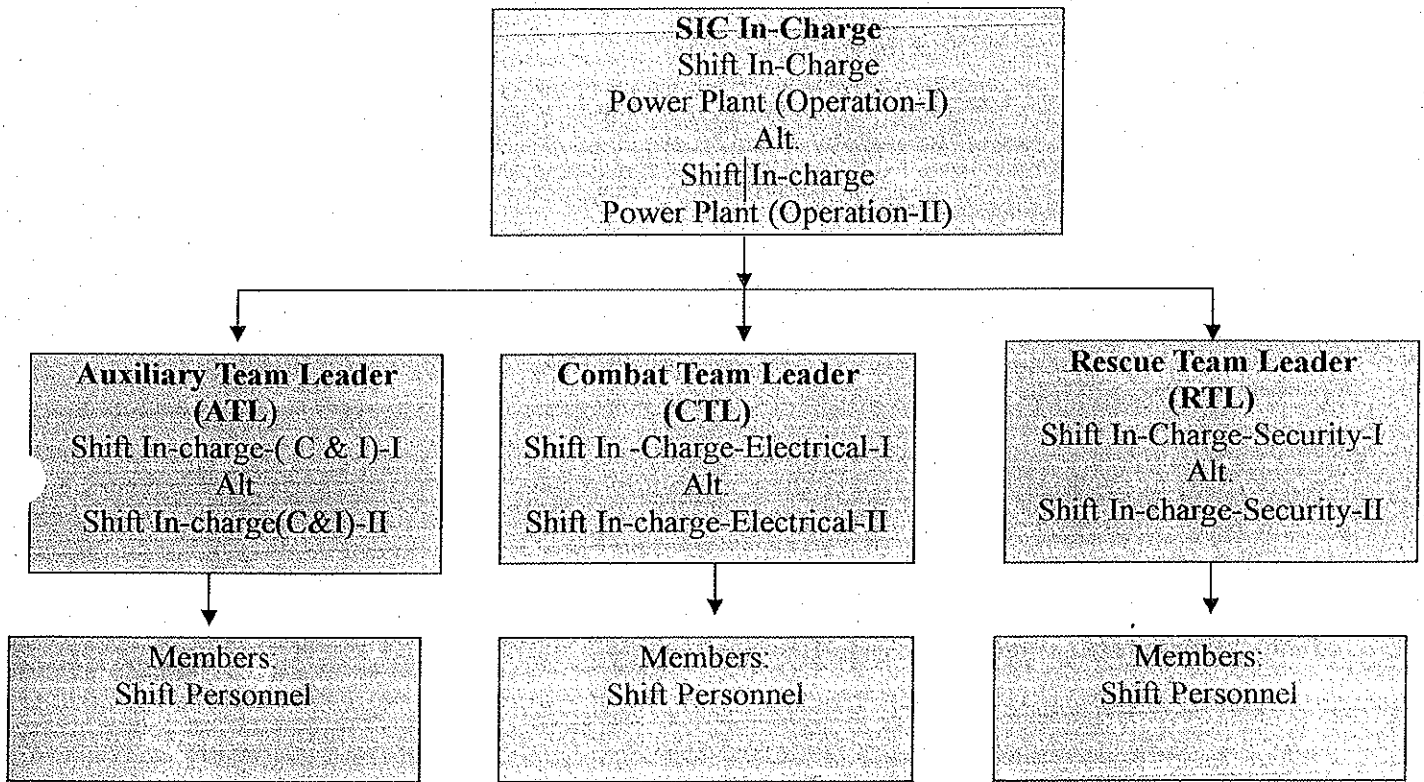 SIC In-Charge
Shift In-Charge
Power Plant (Operation-I)
Alt.
Shift In-charge
Power Plant (Operation-II)
Auxiliary Team Leader
(ATL)
Shift In-charge-( C & I)-I
Alt
Shift In-charge(C&I)-II
Combat Team Leader
(CTL)
Shift In -Charge-Electrical-I
Alt.
Shift In-charge-Electrical-II
Rescue Team Leader
(RTL)
Shift In-Charge-Security-I
Alt.
Shift In-charge-Security-II
Members:
Shift Personnel
Members:
Shift Personnel
Members:
Shift Personnel